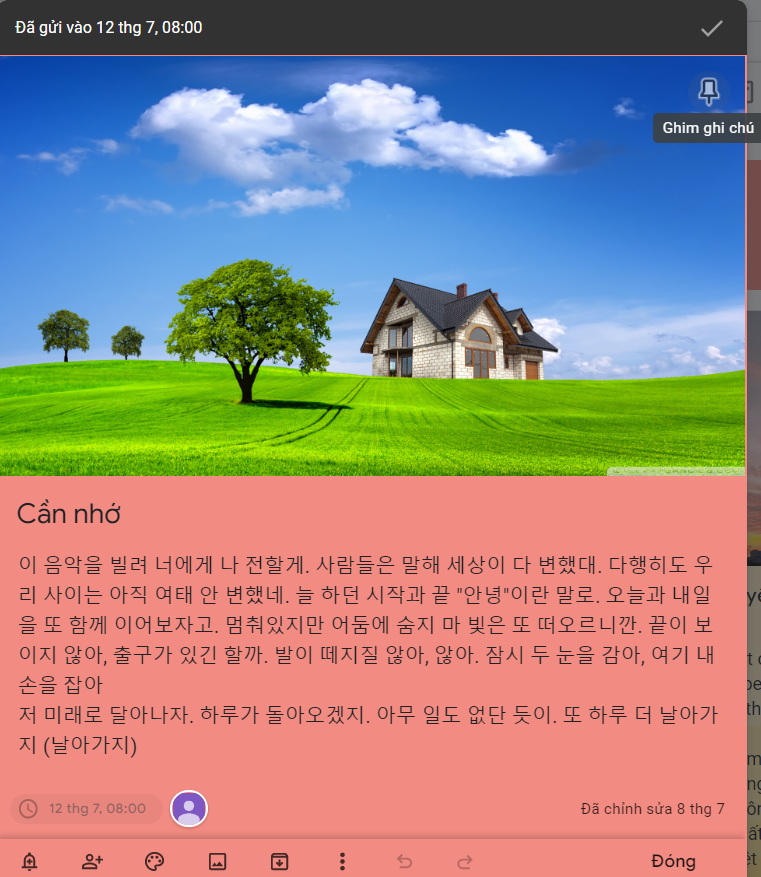 Đã gửi vào 12 thg 7, 08:00
Ghim ghi chú
Cần nhớ
이 음악을 빌려 너에게 나 전할게. 사람들은 말해 세상이 다 변했대. 다행히도 우
리 사이는 아직 여태 안 변했네. 늘 하던 시작과 끝 "안녕"이란 말로. 오늘과 내일
을 또 함께 이어보자고. 멈춰있지만 어둠에 숨지 마 빛은 또 떠오르니깐. 끝이 보
이지 않아, 출구가 있긴 할까. 발이 떼지질 않아, 않아. 잠시 두 눈을 감아, 여기 내
손을 잡아
저 미래로 달아나자. 하루가 돌아오겠지. 아무 일도 없단 듯이. 또 하루 더 날아가
지 (날아가지)
12 thg 7, 08:00
Đã chỉnh sửa 8 thg 7
Đóng